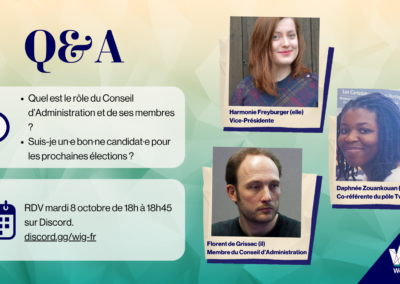 Q&A
Quel est le rôle du Conseil
d'Administration et de ses membres
?
Suis-je un·e bon·ne candidat·e pour
les prochaines élections ?
RDV mardi 8 octobre de 18h à 18h45
sur Discord.
discord.gg/wig-fr
Harmonie Freyburger (elle)
Vice-Présidente
Daphnée Zouankouan (
Co-référente du pôle
Florent de Grissac (il)
Membre du Conseil d'Administration